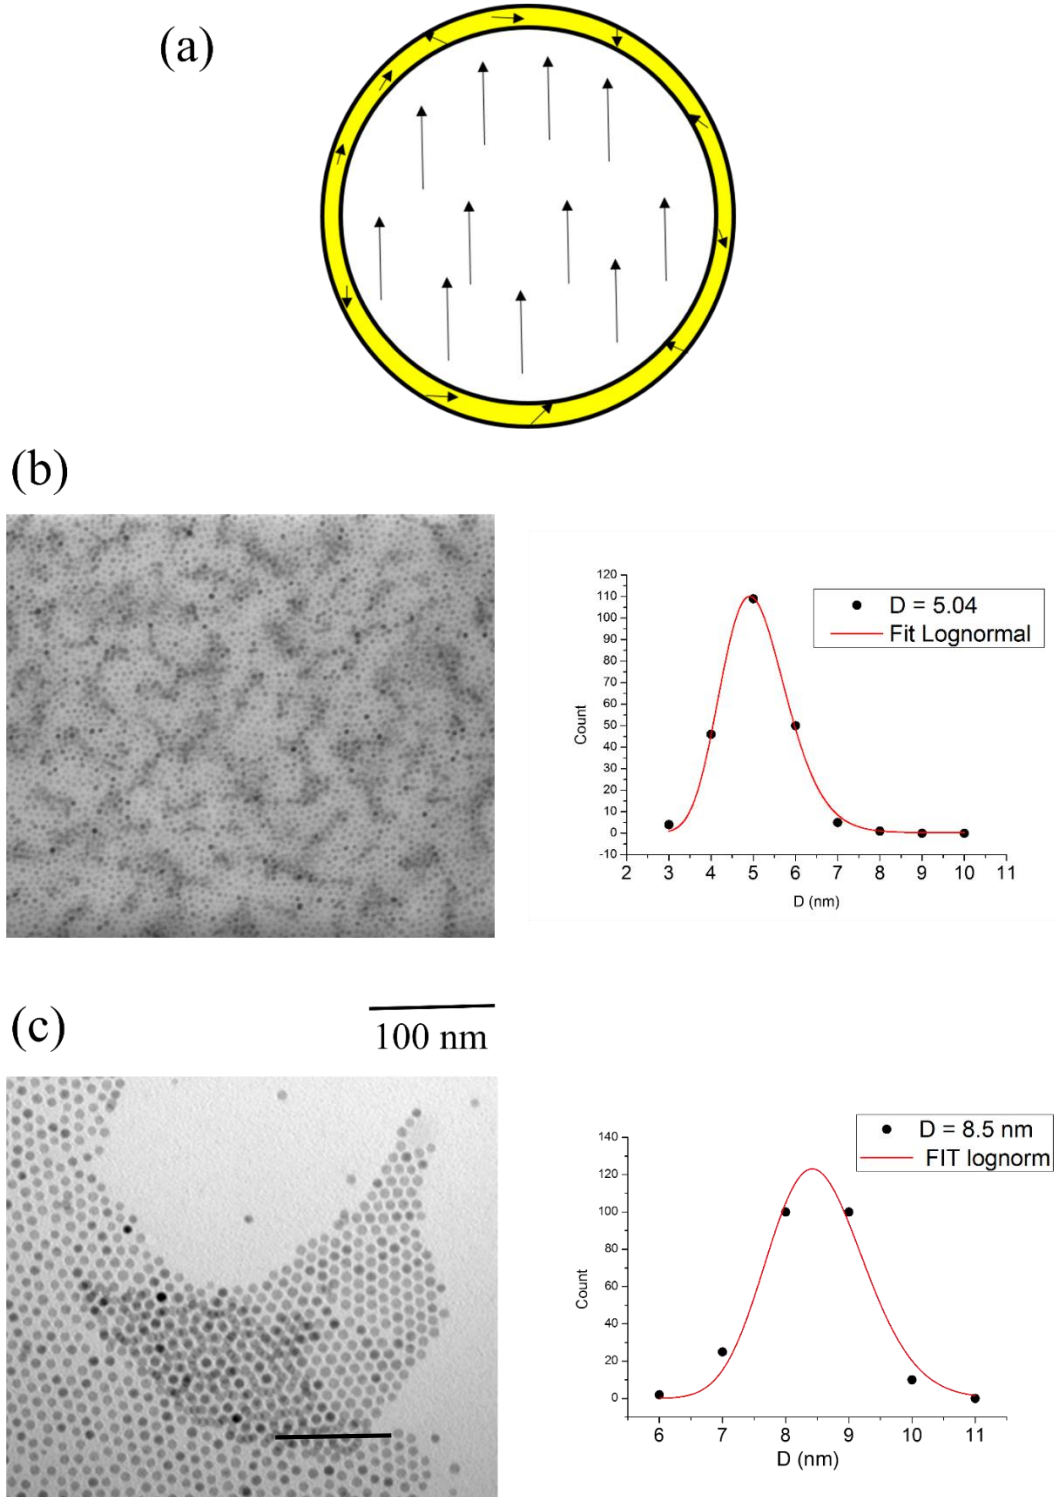 (a)
(b)
120
110
100
90
80
70
60
50
40
30
20
10
0
-10
Count
2 3 4 5 6 7 8 9 10 11
D (nm)
D = 5.04
Fit Lognormal
(c)
100 nm
140
120
100
80
60
40
20
0
Count
6 7 8 9 10 11
D (nm)
D = 8.5 nm
FIT lognorm